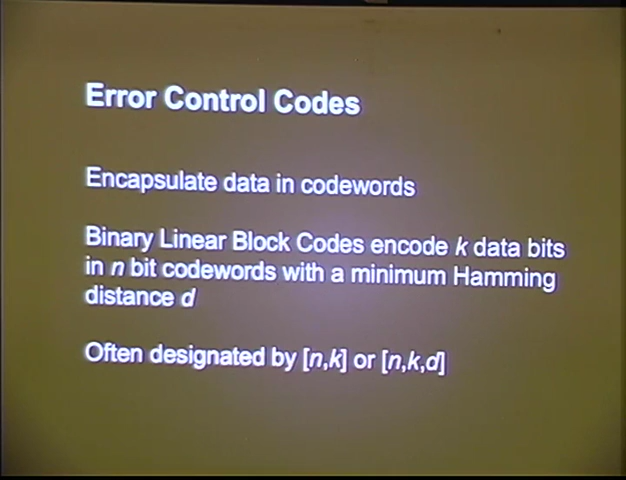 Error Control Codes
Encapsulate data in codewords
Binary Linear Block Codes encode k data bits
in n bit codewords with a minimum Hamming
distance d
Often designated by [n,k] or [n,k,d]